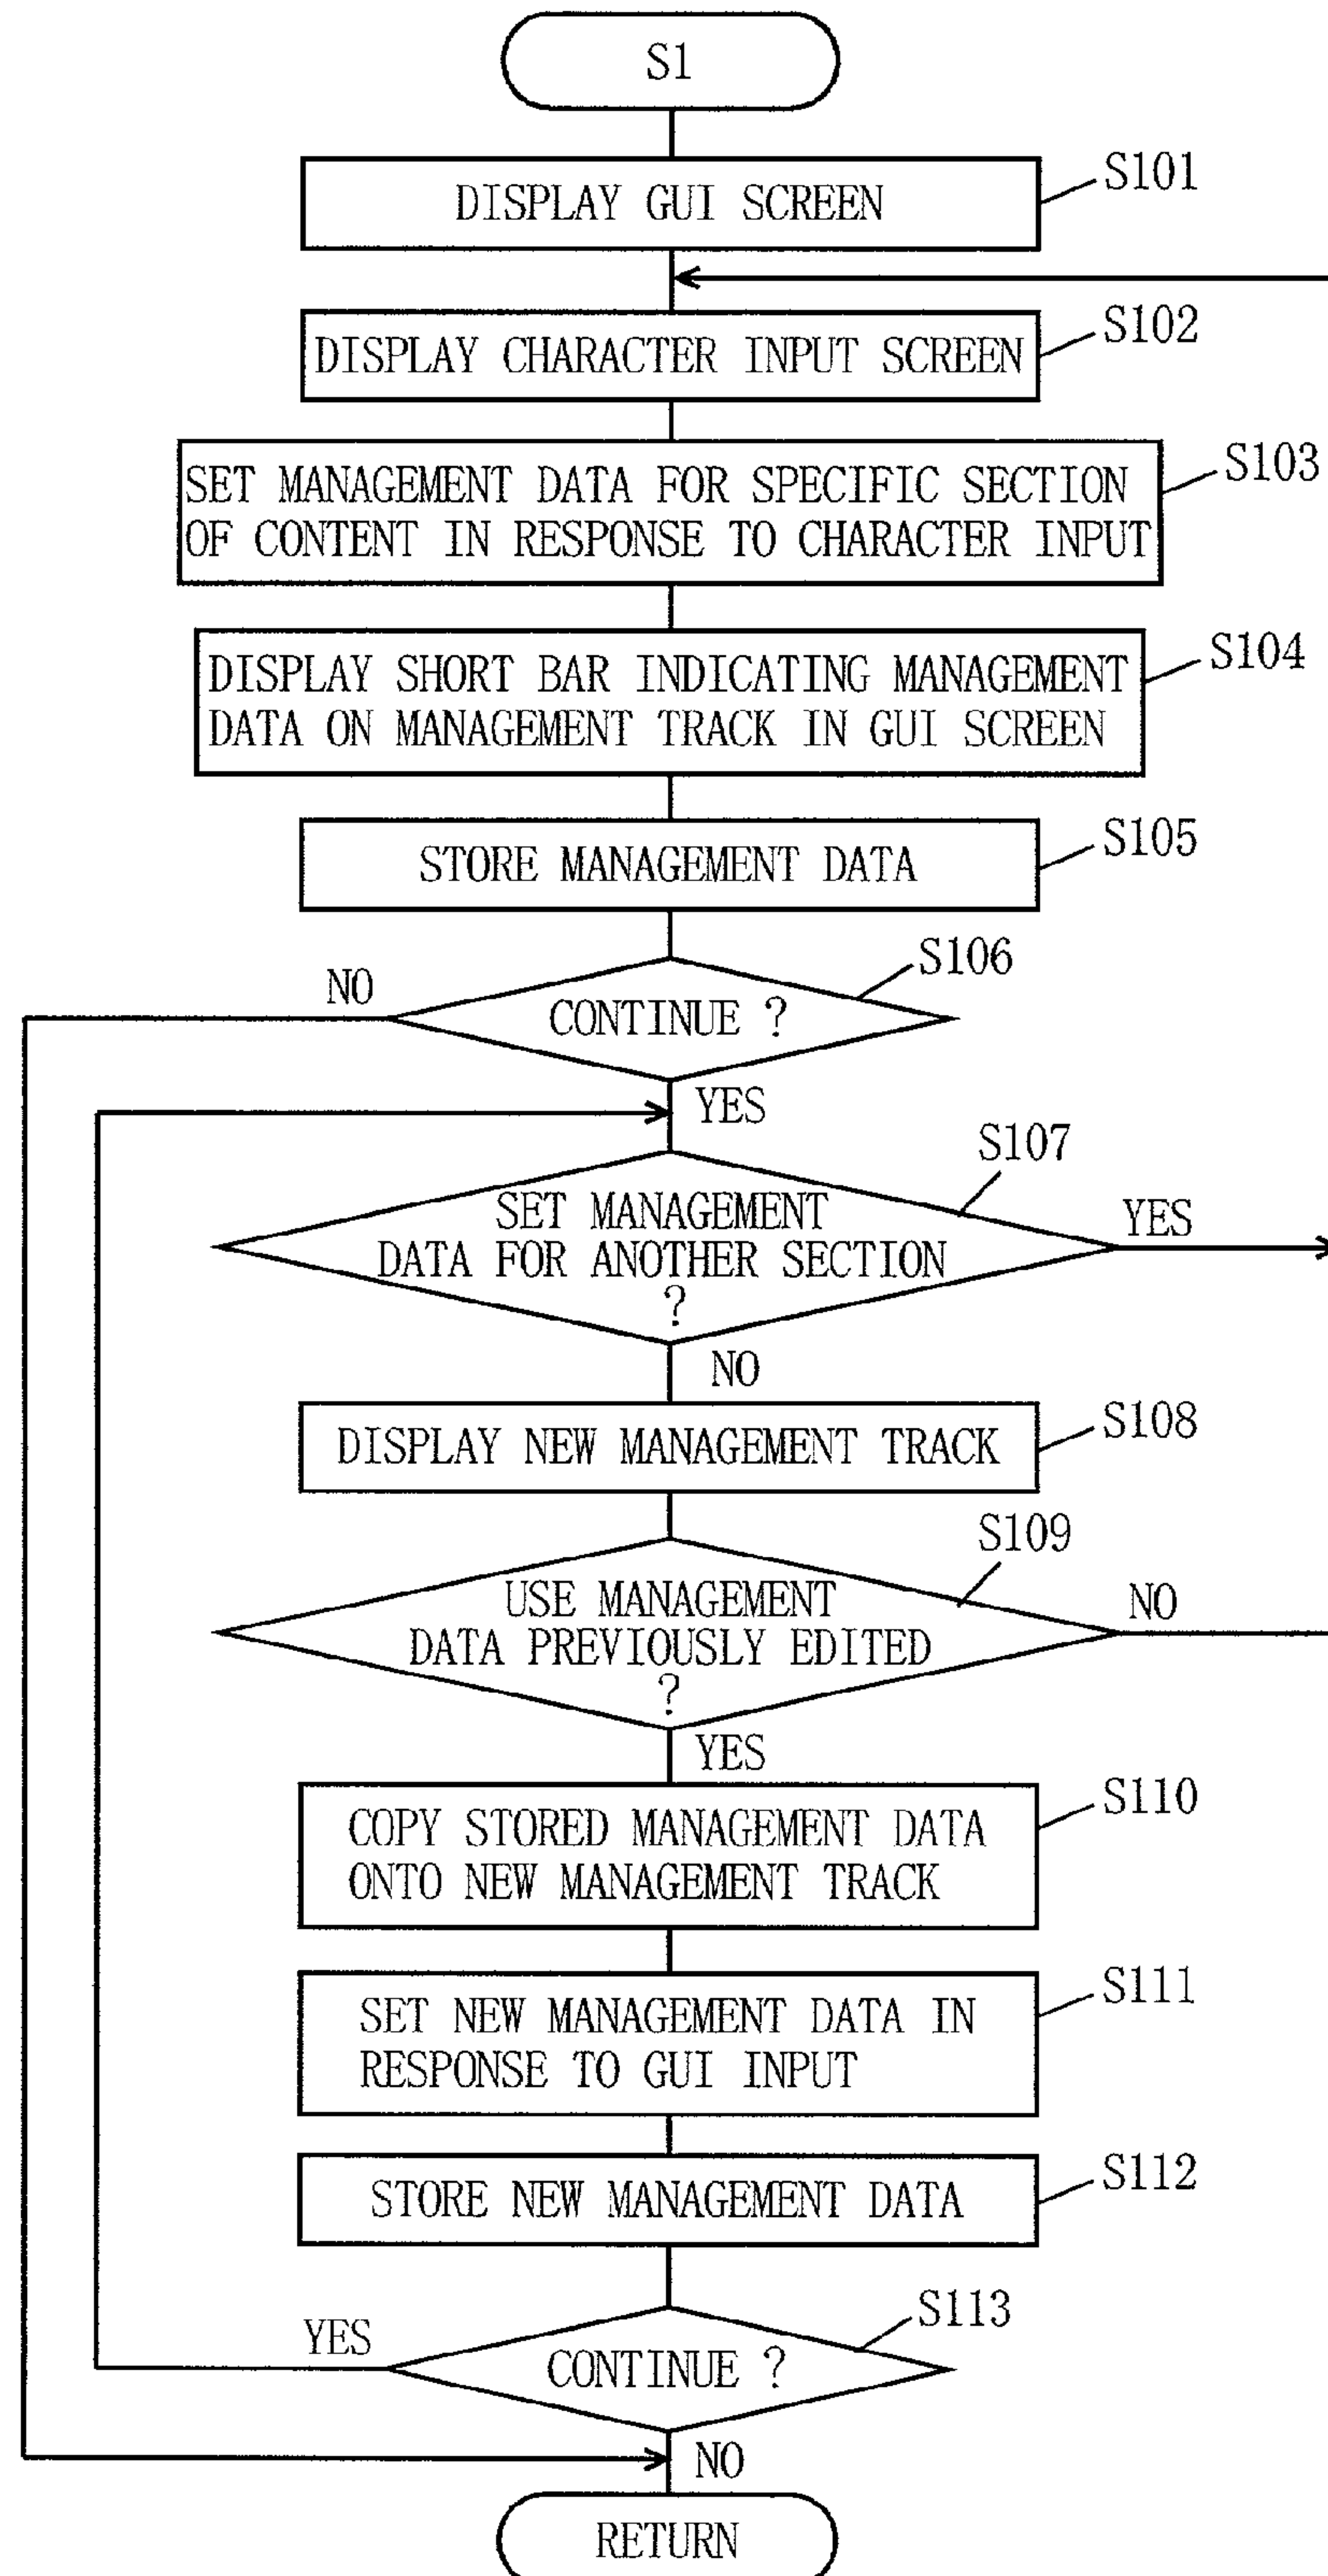 S1
DISPLAY GUI SCREEN
S101
DISPLAY CHARACTER INPUT SCREEN
S102
SET MANAGEMENT DATA FOR SPECIFIC SECTION
OF CONTENT IN RESPONSE TO CHARACTER INPUT
S103
DISPLAY SHORT BAR INDICATING MANAGEMENT
DATA ON MANAGEMENT TRACK IN GUI SCREEN
S104
STORE MANAGEMENT DATA
S105
S106
NO
CONTINUE ?
YES
S107
SET MANAGEMENT
DATA FOR ANOTHER SECTION
?
YES
NO
DISPLAY NEW MANAGEMENT TRACK
S108
S109
USE MANAGEMENT
DATA PREVIOUSLY EDITED
?
NO
YES
COPY STORED MANAGEMENT DATA
ONTO NEW MANAGEMENT TRACK
S110
SET NEW MANAGEMENT DATA IN
RESPONSE TO GUI INPUT
S111
STORE NEW MANAGEMENT DATA
S112
S113
YES
CONTINUE ?
NO
RETURN